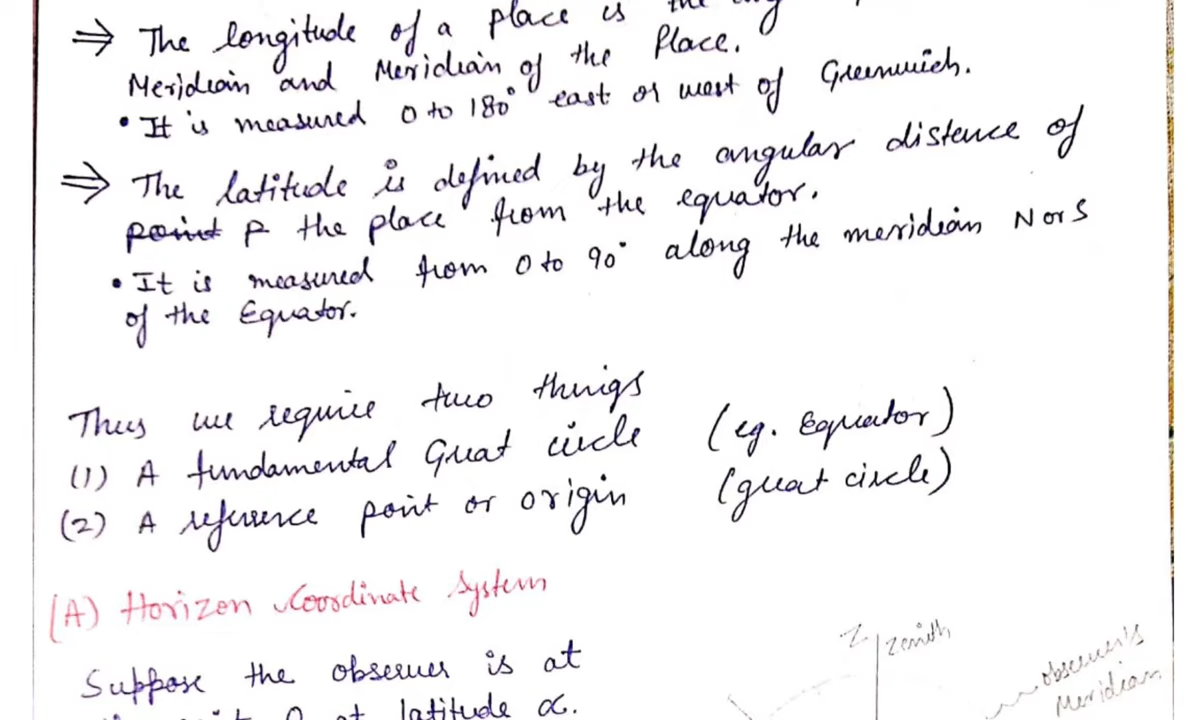 ⇒ The longitude of a place is the
Meridian and Meridian of the Place.
• It is measured 0 to 180° east or west of Greenwich.
⇒ The latitude is defined by the angular distence of
point P the place from the equator.
• It is measured from 0 to 90° along the meridian N or S
of the Equator.
Thus we require two things
(1) A fundamental Great circle (eg. Equator)
(2) A reference point or origin (great circle)
(A) Horizon Coordinate System
Z zenith
observer's
Meridian
Suppose the observer is at
O at latitude α.